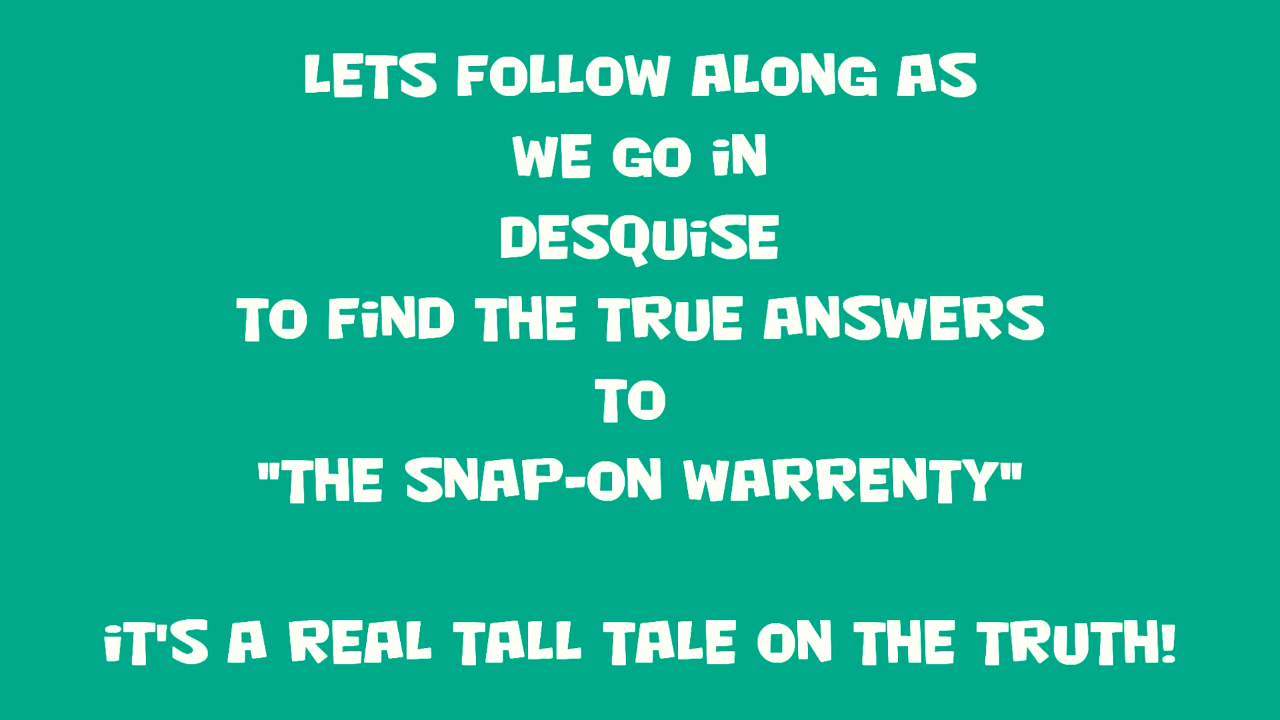 LETS FOLLOW ALONG AS
WE GO iN
DESQUiSE
TO FiND THE TRUE ANSWERS
TO
"THE SNAP-ON WARRENTY"
iT'S A REAL TALL TALE ON THE TRUTH!